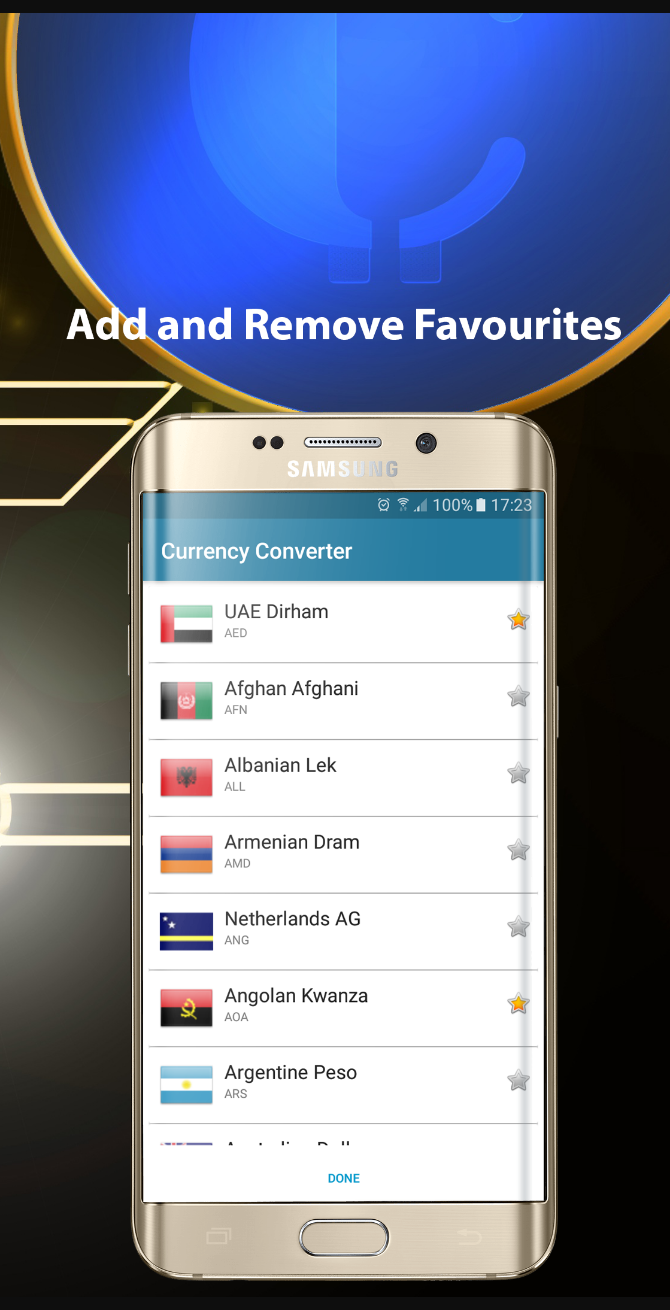 Add and Remove Favourites
SAMSUNG
100% 17:23
Currency Converter
UAE Dirham
AED
Afghan Afghani
AFN
Albanian Lek
ALL
Armenian Dram
AMD
Netherlands AG
ANG
Angolan Kwanza
AOA
Argentine Peso
ARS
DONE